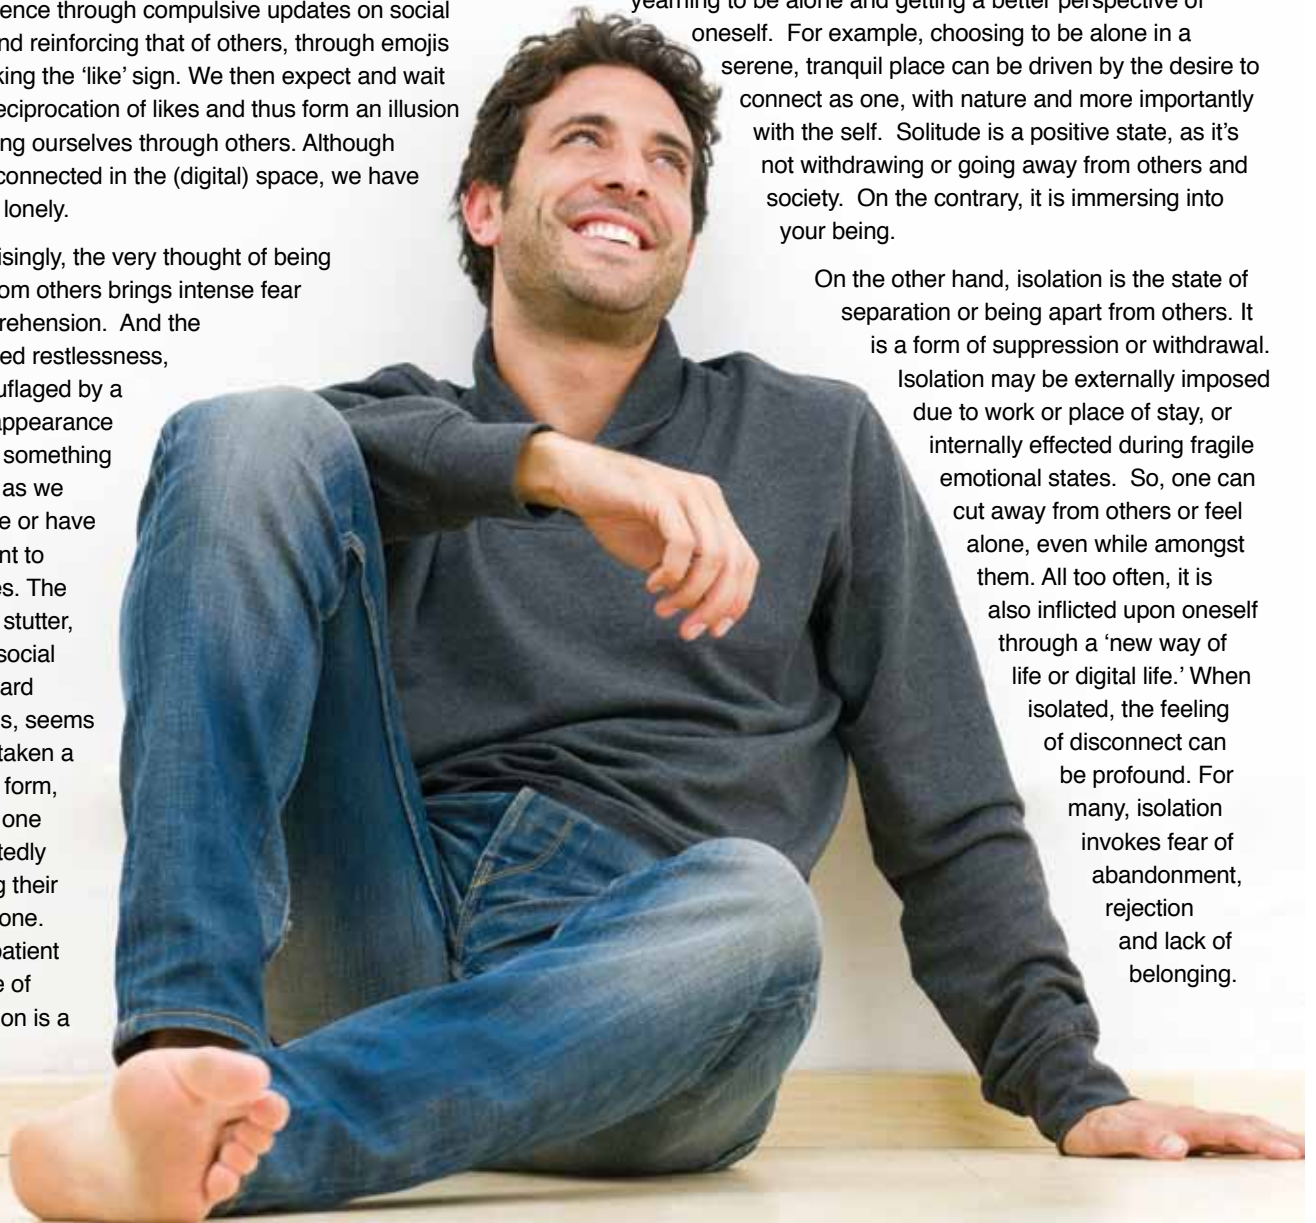 ence through compulsive updates on social
nd reinforcing that of others, through emojis
king the ‘like’ sign. We then expect and wait
eciprocation of likes and thus form an illusion
ng ourselves through others. Although
connected in the (digital) space, we have
lonely.
isingly, the very thought of being
om others brings intense fear
rehension. And the
ed restlessness,
uflaged by a
appearance
something
as we
e or have
nt to
es. The
stutter,
social
ard
s, seems
taken a
form,
one
tedly
g their
one.
patient
e of
on is a
yearning to be alone and getting a better perspective of
oneself. For example, choosing to be alone in a
serene, tranquil place can be driven by the desire to
connect as one, with nature and more importantly
with the self. Solitude is a positive state, as it’s
not withdrawing or going away from others and
society. On the contrary, it is immersing into
your being.
On the other hand, isolation is the state of
separation or being apart from others. It
is a form of suppression or withdrawal.
Isolation may be externally imposed
due to work or place of stay, or
internally effected during fragile
emotional states. So, one can
cut away from others or feel
alone, even while amongst
them. All too often, it is
also inflicted upon oneself
through a ‘new way of
life or digital life.’ When
isolated, the feeling
of disconnect can
be profound. For
many, isolation
invokes fear of
abandonment,
rejection
and lack of
belonging.